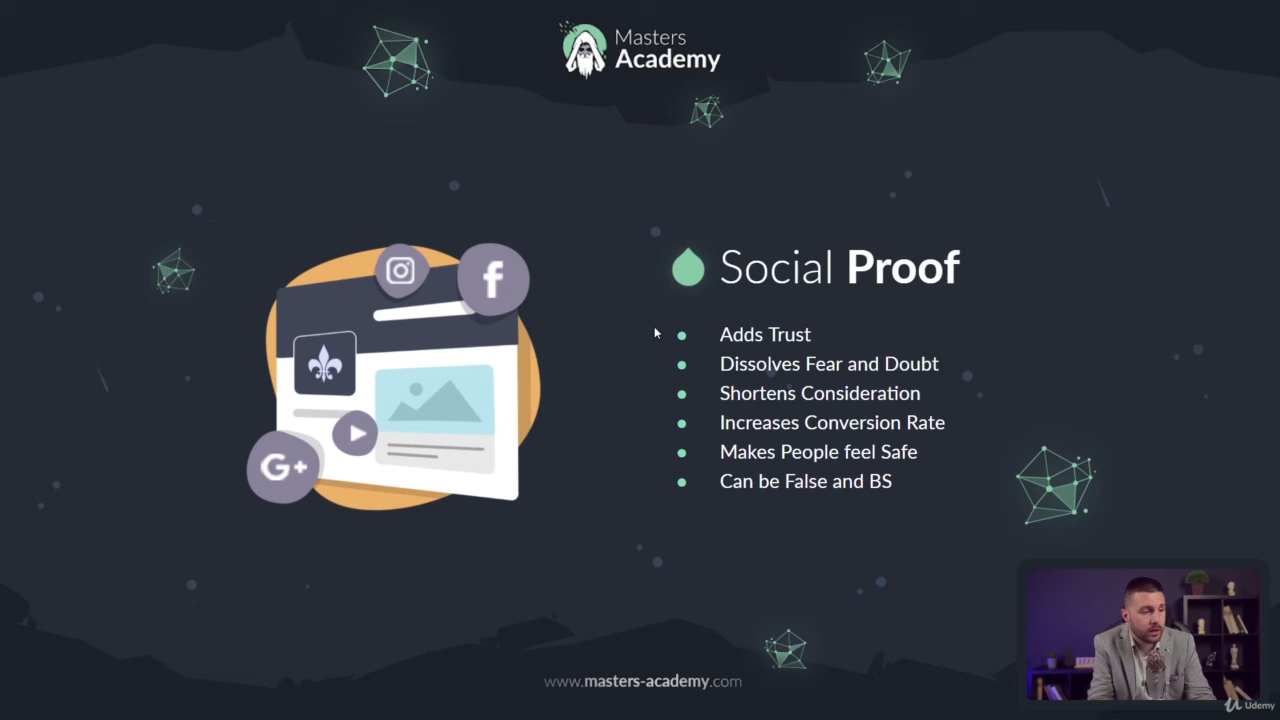 Masters
Academy
Social Proof
Adds Trust
Dissolves Fear and Doubt
Shortens Consideration
Increases Conversion Rate
Makes People feel Safe
Can be False and BS
f
G+
www.masters-academy.com
Udemy